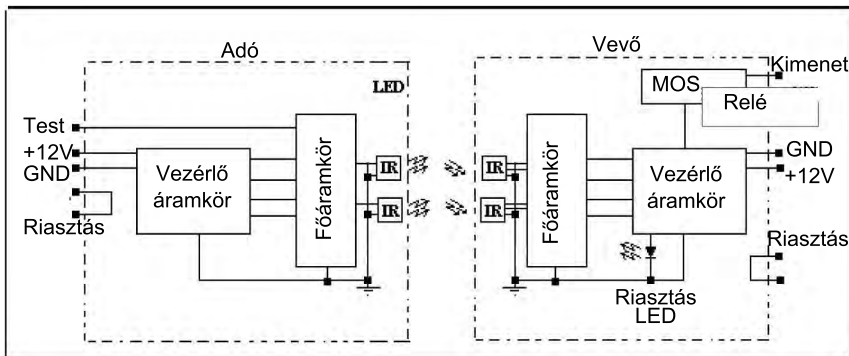 Adó
Vevő
LED
Test
+12V
GND
Riasztás
Vezérlő
áramkör
Főáramkör
IR
IR
IR
IR
Főáramkör
Vezérlő
áramkör
MOS
Relé
Kimenet
GND
+12V
Riasztás
Riasztás
LED